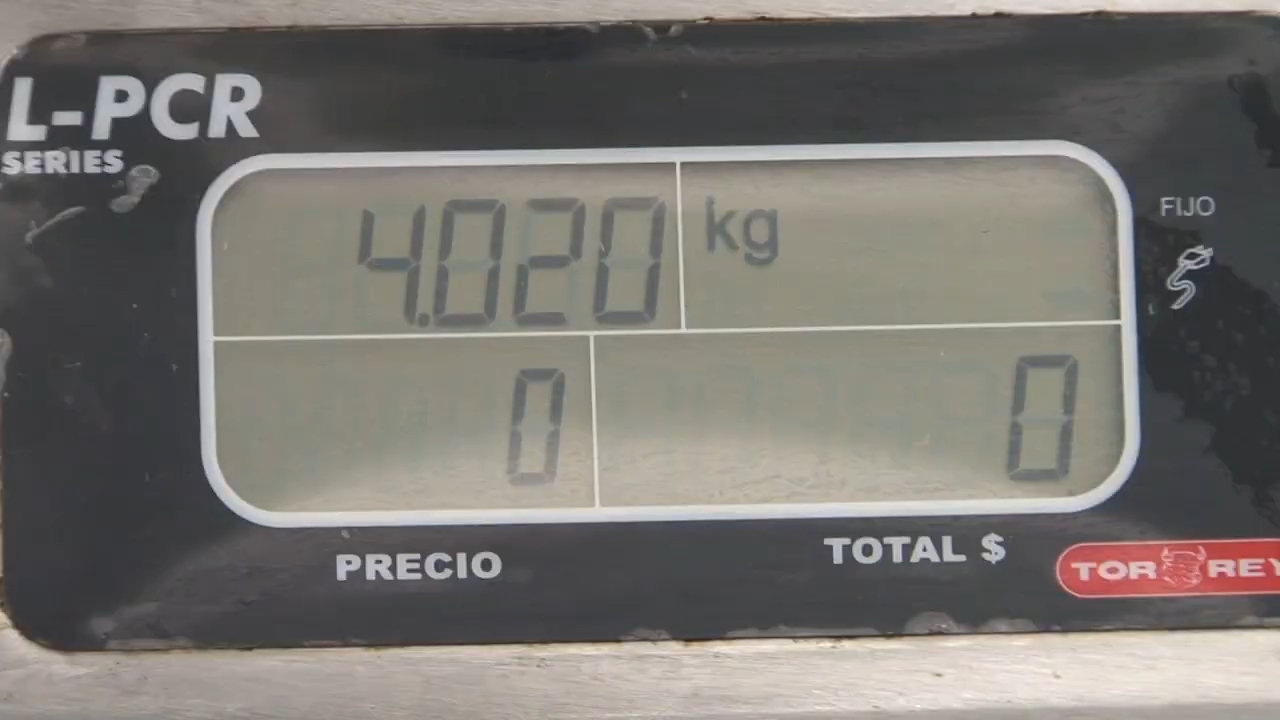 L-PCR
SERIES
4.020 kg
FIJO
0
0
PRECIO
TOTAL $
TOR REY